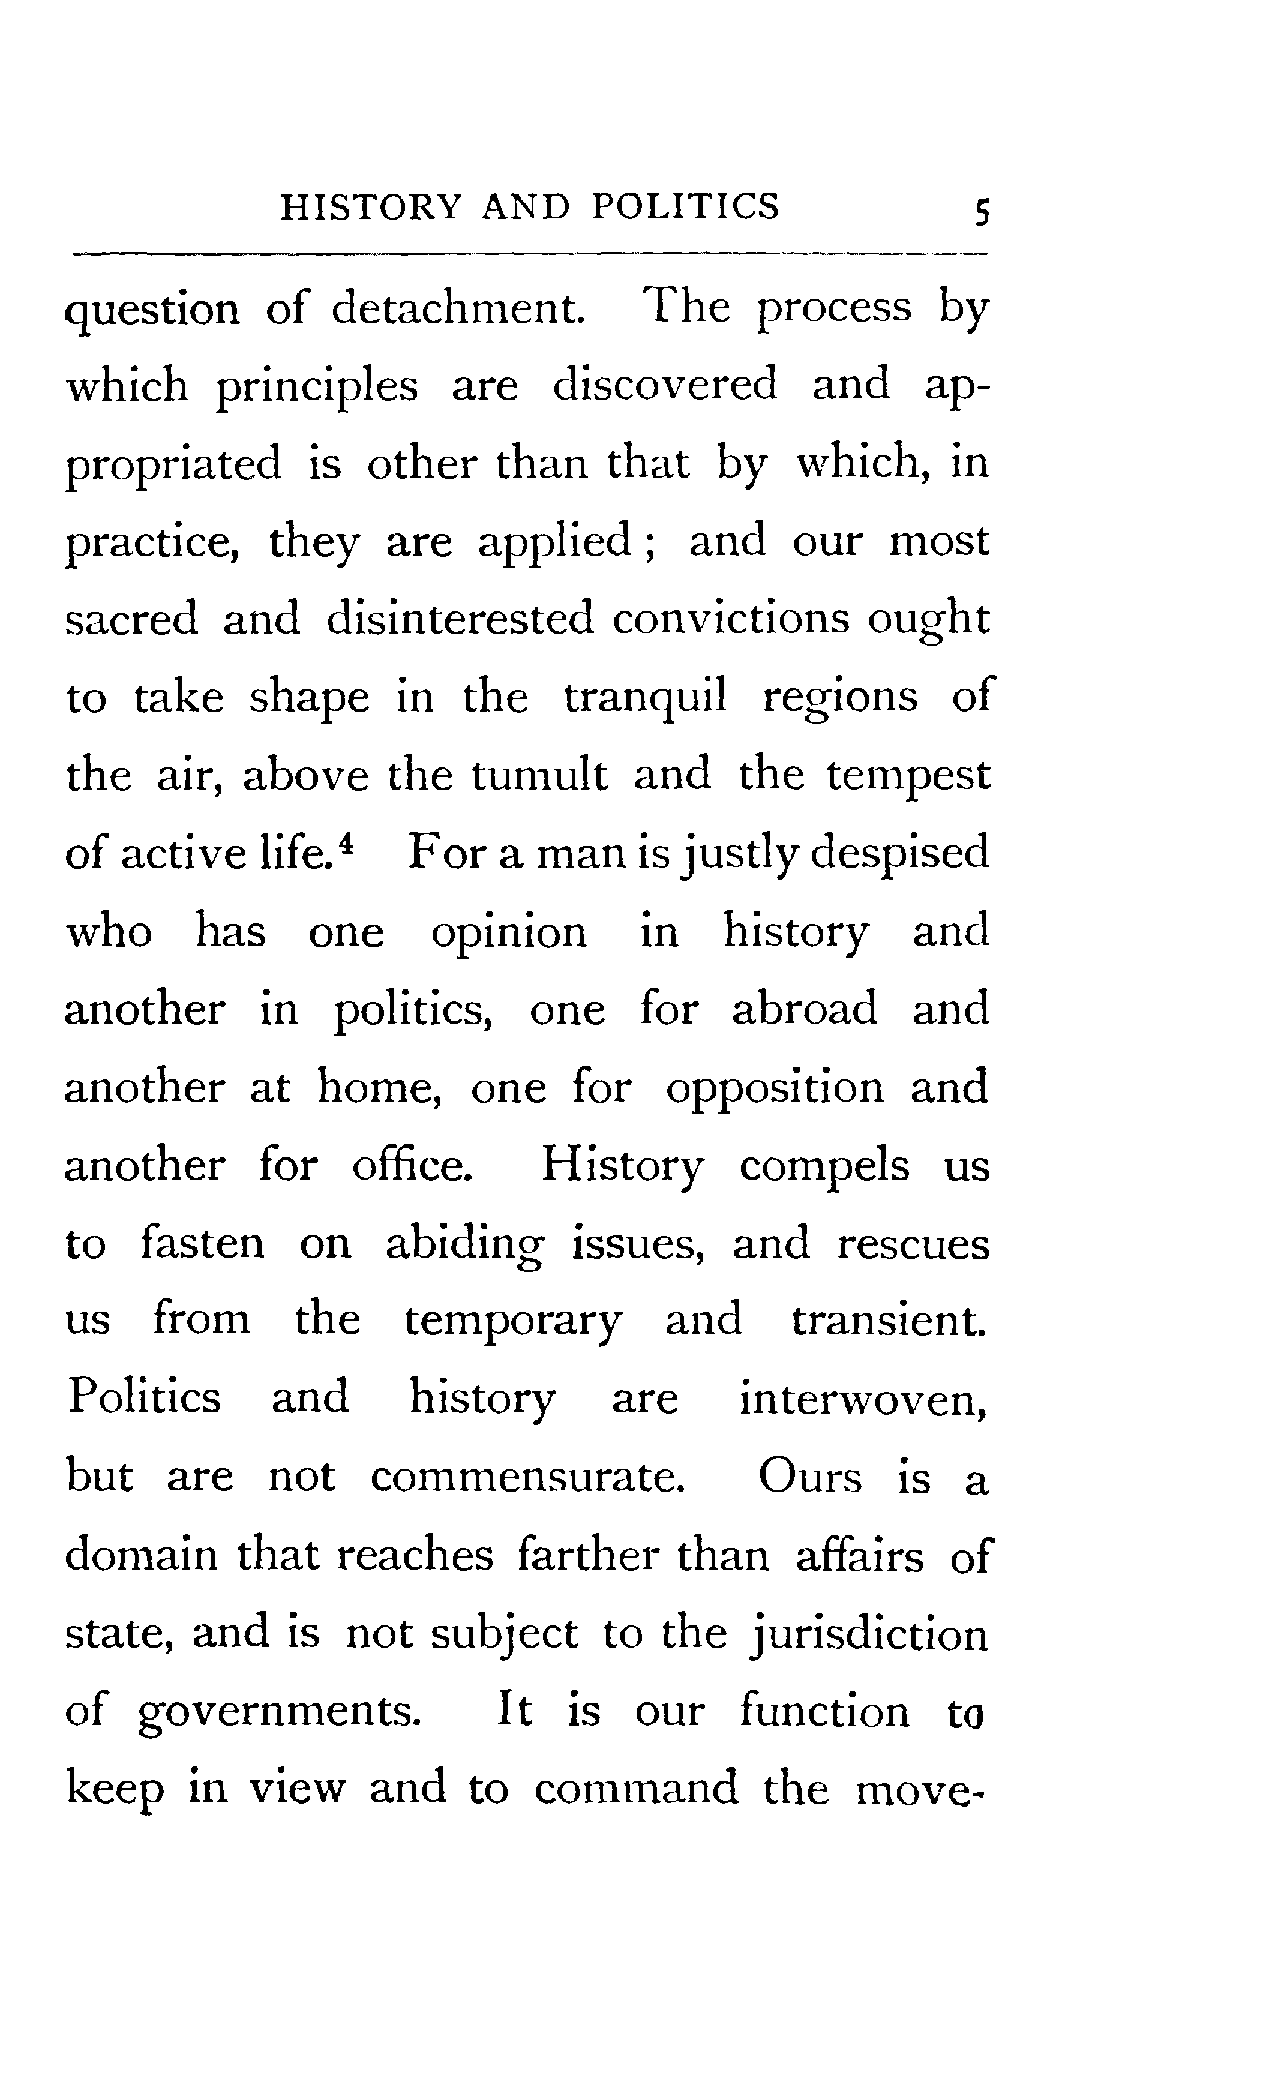 HISTORY AND POLITICS 5
question of detachment. The process by
which principles are discovered and ap-
propriated is other than that by which, in
practice, they are applied ; and our most
sacred and disinterested convictions ought
to take shape in the tranquil regions of
the air, above the tumult and the tempest
of active life.⁴ For a man is justly despised
who has one opinion in history and
another in politics, one for abroad and
another at home, one for opposition and
another for office. History compels us
to fasten on abiding issues, and rescues
us from the temporary and transient.
Politics and history are interwoven,
but are not commensurate. Ours is a
domain that reaches farther than affairs of
state, and is not subject to the jurisdiction
of governments. It is our function to
keep in view and to command the move-